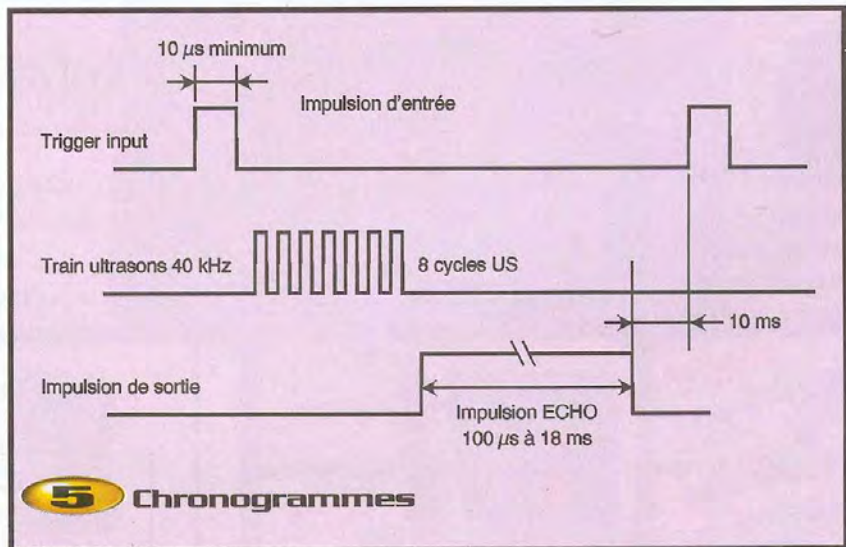 10 µs minimum
Impulsion d'entrée
Trigger input
Train ultrasons 40 kHz
8 cycles US
10 ms
Impulsion de sortie
Impulsion ECHO
100 µs à 18 ms
5 Chronogrammes